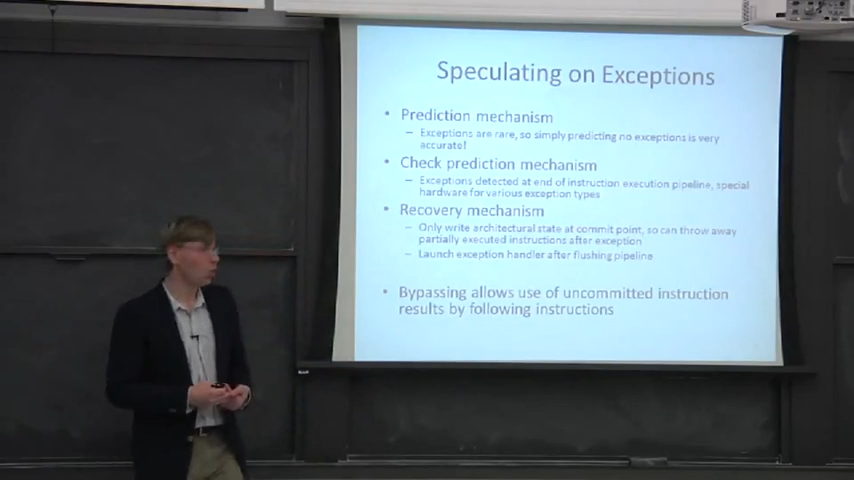 Speculating on Exceptions
• Prediction mechanism
– Exceptions are rare, so simply predicting no exceptions is very
accurate!
• Check prediction mechanism
– Exceptions detected at end of instruction execution pipeline, special
hardware for various exception types
• Recovery mechanism
– Only write architectural state at commit point, so can throw away
partially executed instructions after exception
– Launch exception handler after flushing pipeline
• Bypassing allows use of uncommitted instruction
results by following instructions